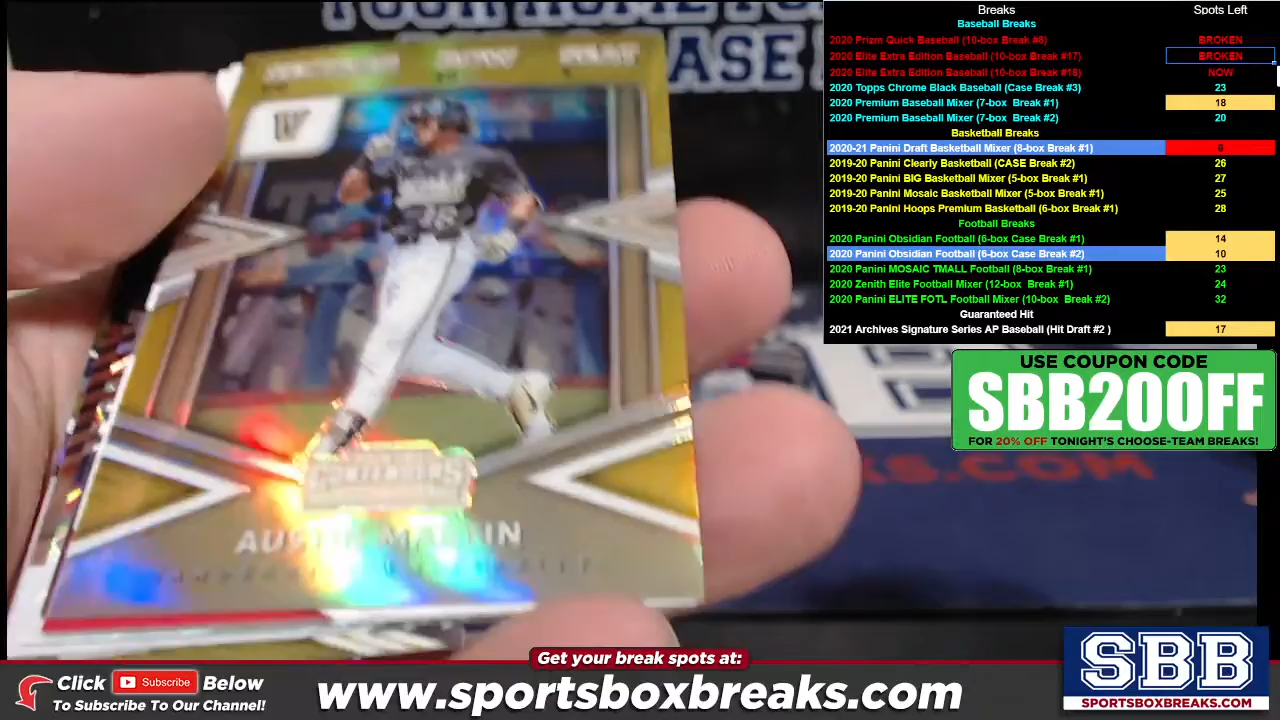 Breaks Spots Left
Baseball Breaks
2020 Prizm Quick Baseball (10-box Break #8) BROKEN
2020 Elite Extra Edition Baseball (10-box Break #17) BROKEN
2020 Elite Extra Edition Baseball (10-box Break #18) NOW
2020 Topps Chrome Black Baseball (Case Break #3) 23
2020 Premium Baseball Mixer (7-box Break #1) 18
2020 Premium Baseball Mixer (7-box Break #2) 20
Basketball Breaks
2020-21 Panini Draft Basketball Mixer (8-box Break #1) 6
2019-20 Panini Clearly Basketball (CASE Break #2) 26
2019-20 Panini BIG Basketball Mixer (5-box Break #1) 27
2019-20 Panini Mosaic Basketball Mixer (5-box Break #1) 25
2019-20 Panini Hoops Premium Basketball (6-box Break #1) 28
Football Breaks
2020 Panini Obsidian Football (6-box Case Break #1) 14
2020 Panini Obsidian Football (6-box Case Break #2) 10
2020 Panini MOSAIC TMALL Football (8-box Break #1) 23
2020 Zenith Elite Football Mixer (12-box Break #1) 24
2020 Panini ELITE FOTL Football Mixer (10-box Break #2) 32
Guaranteed Hit
2021 Archives Signature Series AP Baseball (Hit Draft #2 ) 17
USE COUPON CODE
SBB20OFF
FOR 20% OFF TONIGHT'S CHOOSE-TEAM BREAKS!
CONTENDERS
AUSTIN MARTIN
.COM
Get your break spots at:
www.sportsboxbreaks.com
Click Subscribe Below
To Subscribe To Our Channel!
SBB
SPORTSBOXBREAKS.COM